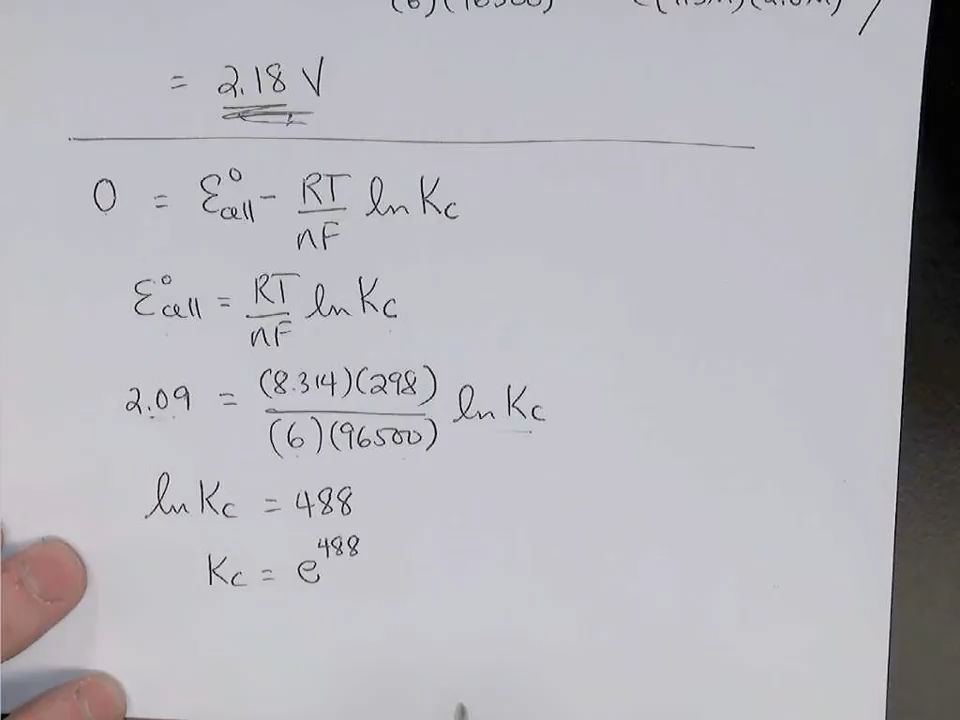 = 2.18 V
0 = ℰ°cell - RT/nF ln Kc
ℰ°cell = RT/nF ln Kc
2.09 = (8.314)(298)/(6)(96500) ln Kc
ln Kc = 488
Kc = e^488